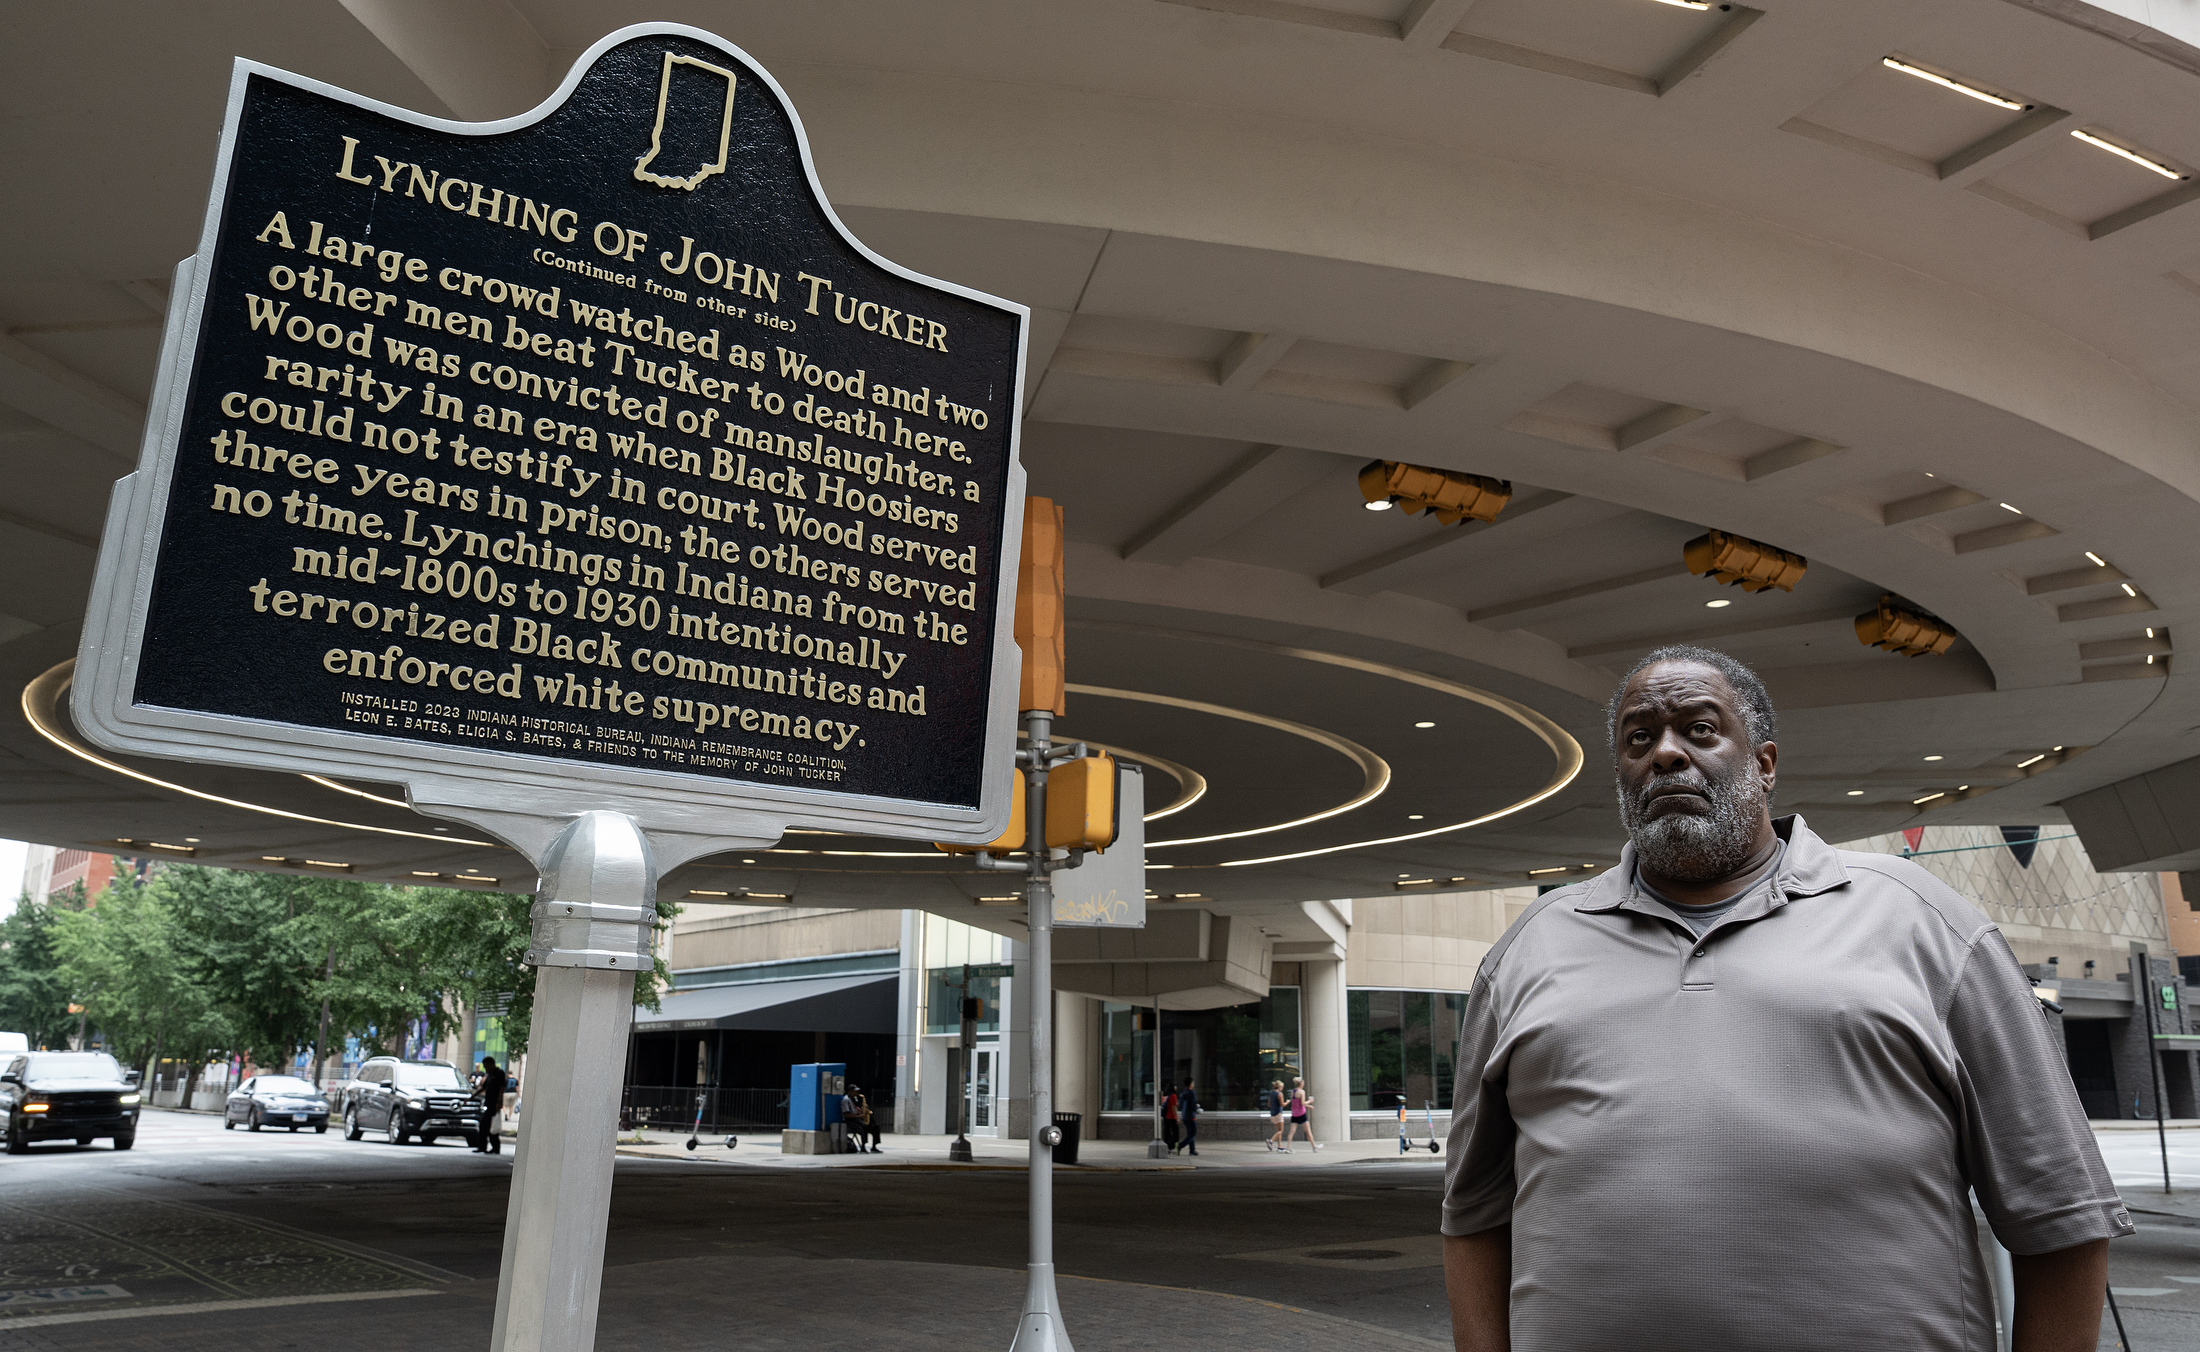 LYNCHING OF JOHN TUCKER
(Continued from other side)
A large crowd watched as Wood and two
other men beat Tucker to death here.
Wood was convicted of manslaughter, a
rarity in an era when Black Hoosiers
could not testify in court. Wood served
three years in prison; the others served
no time. Lynchings in Indiana from the
mid-1800s to 1930 intentionally
terrorized Black communities and
enforced white supremacy.
INSTALLED 2023 INDIANA HISTORICAL BUREAU, INDIANA REMEMBRANCE COALITION,
LEON E. BATES, ELICIA S. BATES, & FRIENDS TO THE MEMORY OF JOHN TUCKER